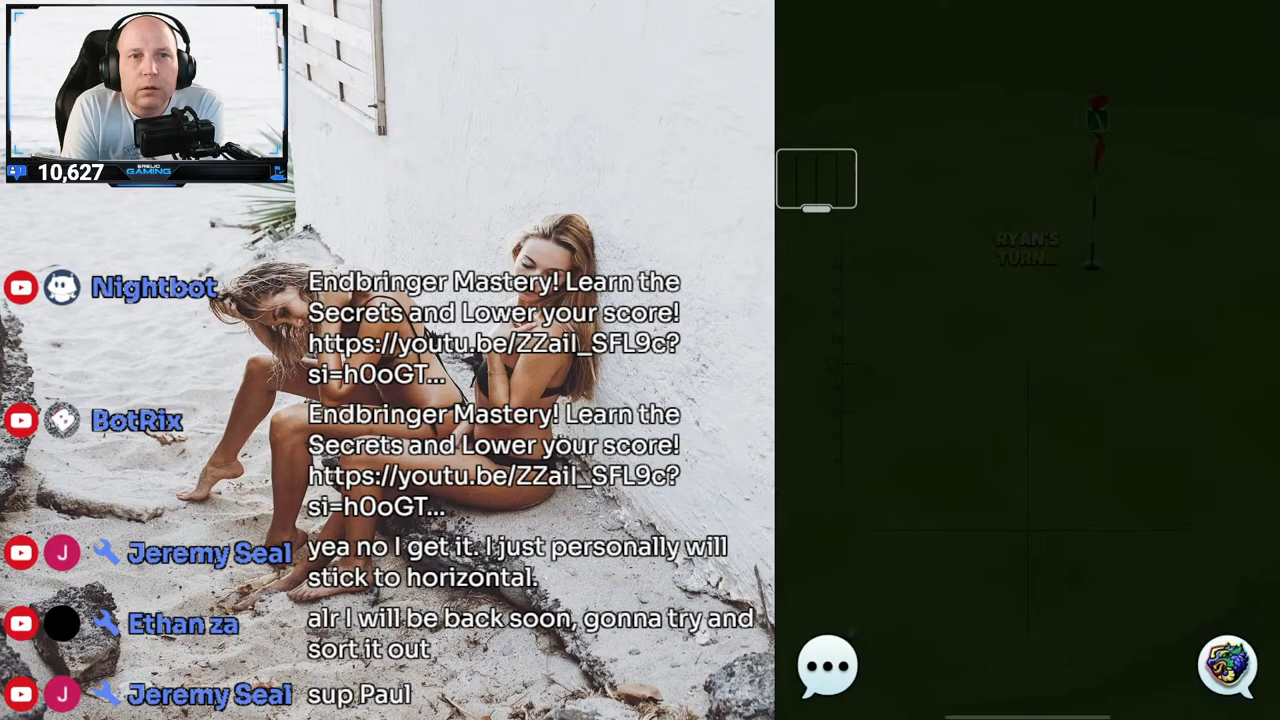 10,627
ERELIO
GAMING
Nightbot
Endbringer Mastery! Learn the
Secrets and Lower your score!
https://youtu.be/ZZail_SFL9c?
si=h0oGT...
BotRix
Endbringer Mastery! Learn the
Secrets and Lower your score!
https://youtu.be/ZZail_SFL9c?
si=h0oGT...
J
Jeremy Seal
yea no I get it. I just personally will
stick to horizontal.
Ethan za
alr I will be back soon, gonna try and
sort it out
J
Jeremy Seal
sup Paul
RYAN'S
TURN...